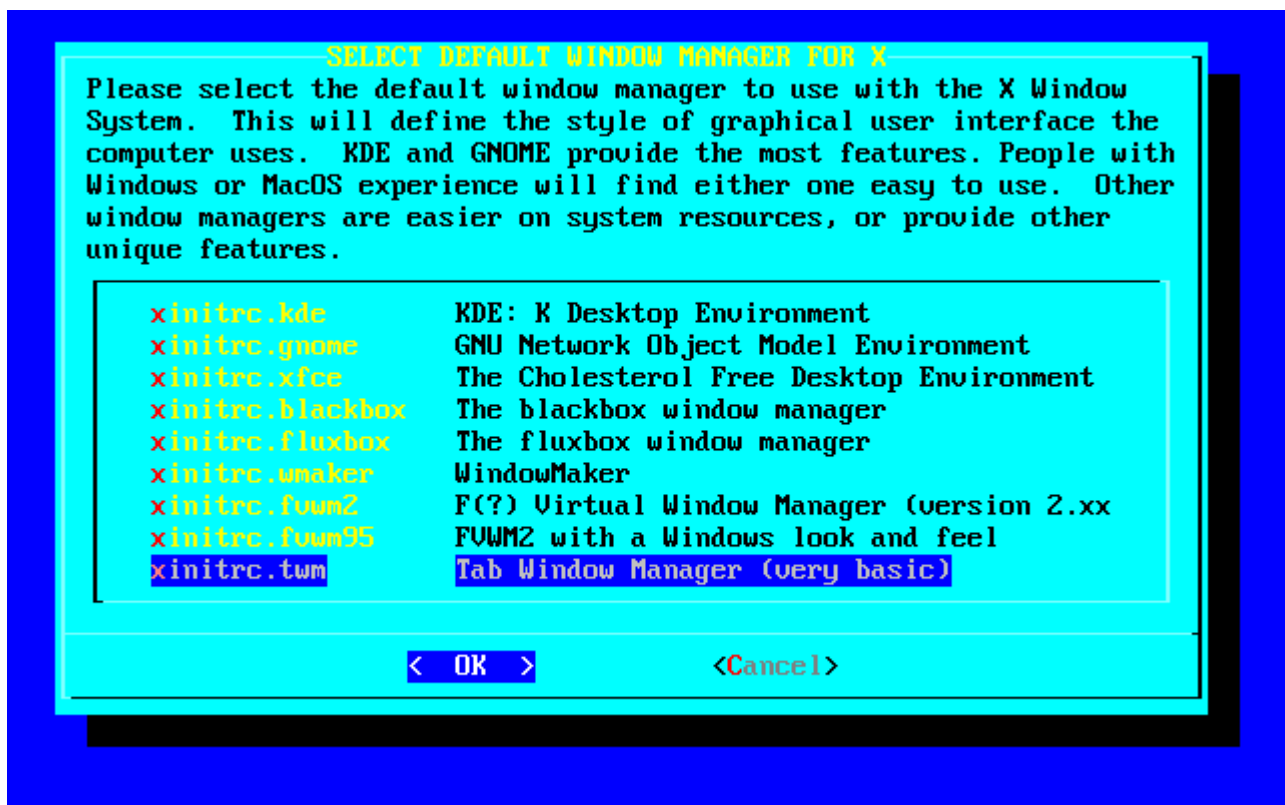 SELECT DEFAULT WINDOW MANAGER FOR X
Please select the default window manager to use with the X Window
System.  This will define the style of graphical user interface the
computer uses.  KDE and GNOME provide the most features. People with
Windows or MacOS experience will find either one easy to use.  Other
window managers are easier on system resources, or provide other
unique features.
xinitrc.kde KDE: K Desktop Environment
xinitrc.gnome GNU Network Object Model Environment
xinitrc.xfce The Cholesterol Free Desktop Environment
xinitrc.blackbox The blackbox window manager
xinitrc.fluxbox The fluxbox window manager
xinitrc.wmaker WindowMaker
xinitrc.fvwm2 F(?) Virtual Window Manager (version 2.xx
xinitrc.fvwm95 FVWM2 with a Windows look and feel
xinitrc.twm Tab Window Manager (very basic)
< OK > <Cancel>